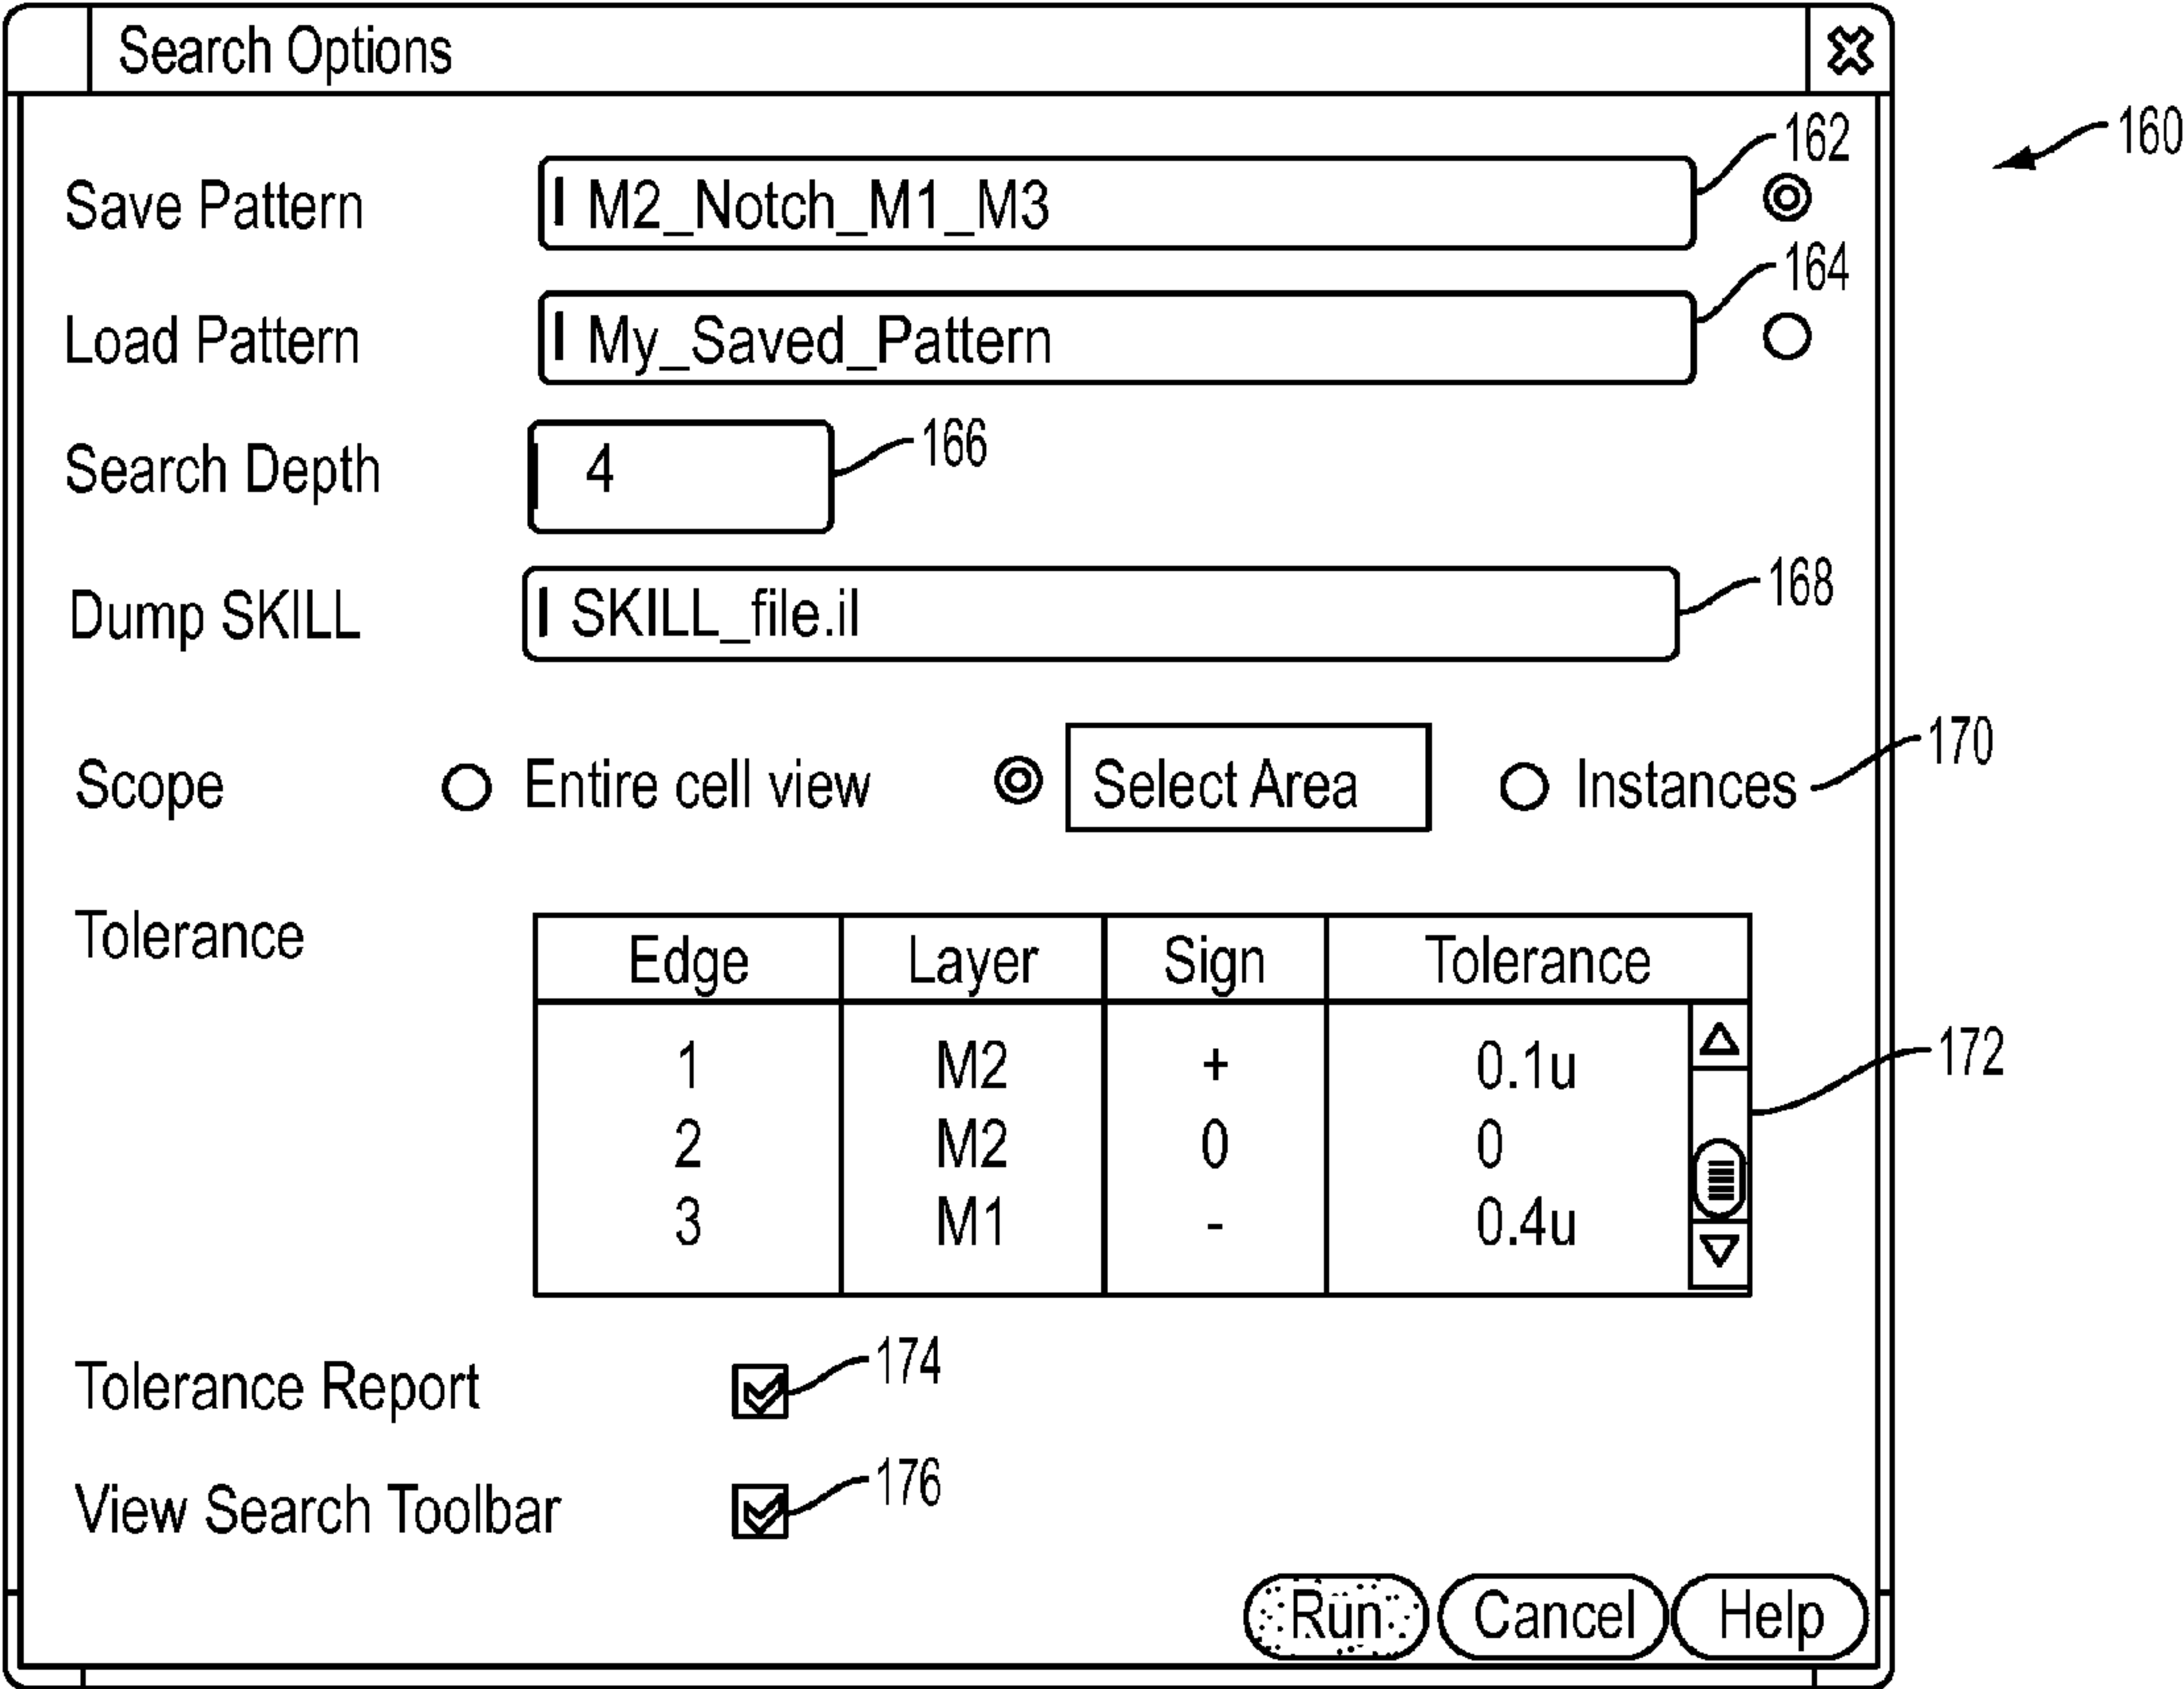 Search Options
160
162
Save Pattern M2_Notch_M1_M3
164
Load Pattern My_Saved_Pattern
Search Depth 4 166
Dump SKILL SKILL_file.il 168
Scope Entire cell view Select Area Instances 170
Tolerance
Edge Layer Sign Tolerance
1 M2 + 0.1u 172
2 M2 0 0
3 M1 - 0.4u
Tolerance Report 174
View Search Toolbar 176
Run Cancel Help